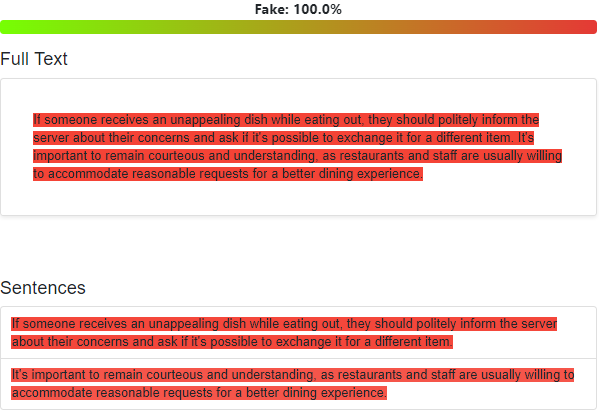 Fake: 100.0%
Full Text
If someone receives an unappealing dish while eating out, they should politely inform the
server about their concerns and ask if it's possible to exchange it for a different item. It's
important to remain courteous and understanding, as restaurants and staff are usually willing
to accommodate reasonable requests for a better dining experience.
Sentences
If someone receives an unappealing dish while eating out, they should politely inform the server
about their concerns and ask if it's possible to exchange it for a different item.
It's important to remain courteous and understanding, as restaurants and staff are usually willing to
accommodate reasonable requests for a better dining experience.